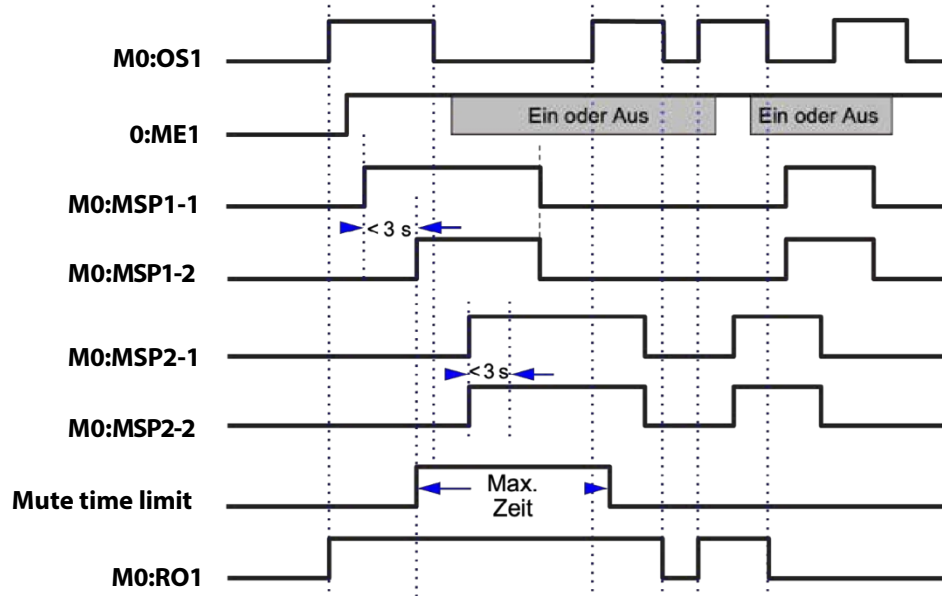 M0:OS1
0:ME1
Ein oder Aus
Ein oder Aus
M0:MSP1-1
< 3 s
M0:MSP1-2
M0:MSP2-1
< 3 s
M0:MSP2-2
Mute time limit
Max.
Zeit
M0:RO1